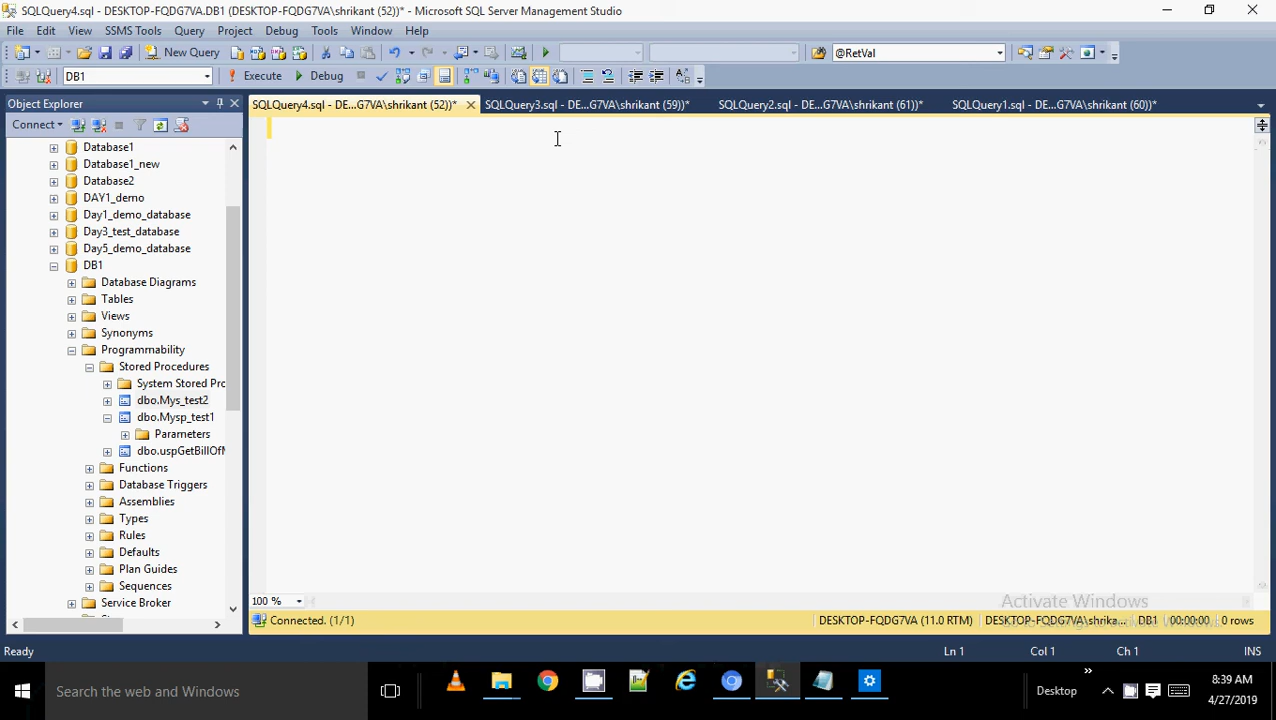 SQLQuery4.sql - DESKTOP-FQDG7VA.DB1 (DESKTOP-FQDG7VA\shrikant (52))* - Microsoft SQL Server Management Studio
File Edit View SSMS Tools Query Project Debug Tools Window Help
New Query @RetVal
DB1 Execute Debug
Object Explorer
SQLQuery4.sql - DE...G7VA\shrikant (52))* SQLQuery3.sql - DE...G7VA\shrikant (59))* SQLQuery2.sql - DE...G7VA\shrikant (61))* SQLQuery1.sql - DE...G7VA\shrikant (60))*
Connect
Database1
Database1_new
Database2
DAY1_demo
Day1_demo_database
Day3_test_database
Day5_demo_database
DB1
Database Diagrams
Tables
Views
Synonyms
Programmability
Stored Procedures
System Stored Pro
dbo.Mys_test2
dbo.Mysp_test1
Parameters
dbo.uspGetBillOfM
Functions
Database Triggers
Assemblies
Types
Rules
Defaults
Plan Guides
Sequences
Service Broker
100 %
Activate Windows
Connected. (1/1) DESKTOP-FQDG7VA (11.0 RTM) DESKTOP-FQDG7VA\shrika... DB1 00:00:00 0 rows
Ready Ln 1 Col 1 Ch 1 INS
Search the web and Windows
Desktop
8:39 AM
4/27/2019